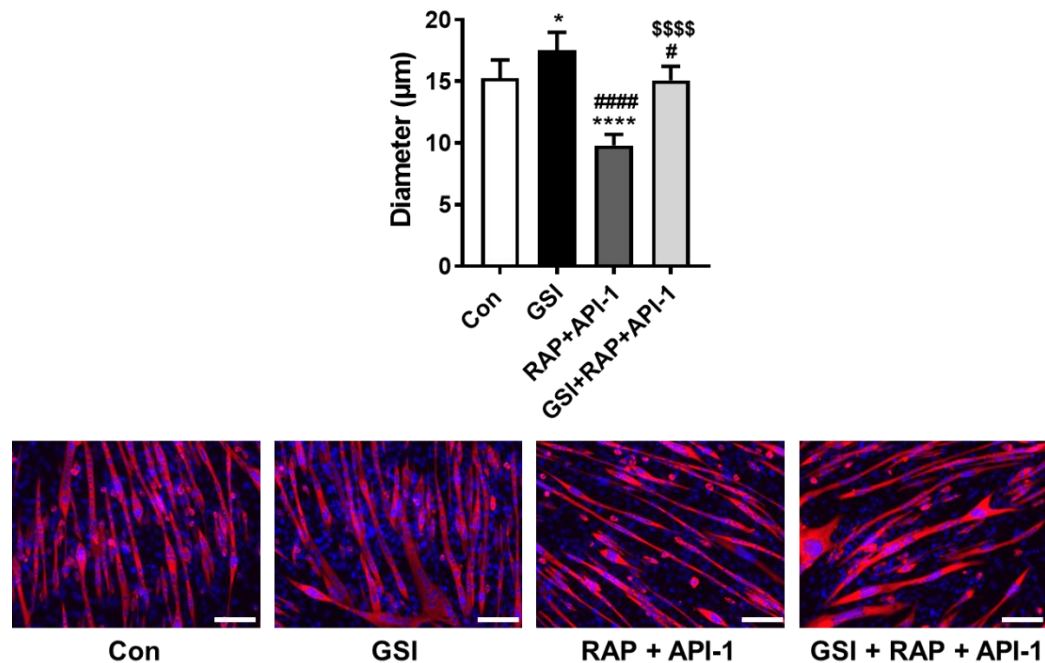 20
15
10
5
0
Diameter (µm)
*
####
****
$$$$
#
Con
GSI
RAP+API-1
GSI+RAP+API-1
Con
GSI
RAP + API-1
GSI + RAP + API-1